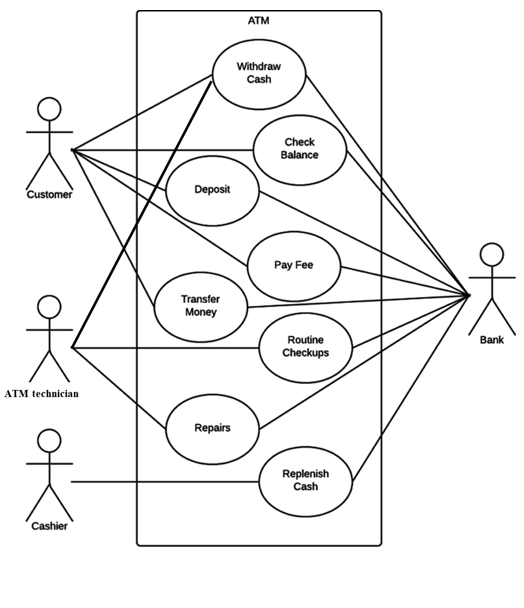 ATM
Withdraw
Cash
Check
Balance
Deposit
Customer
Pay Fee
Transfer
Money
Bank
Routine
Checkups
ATM technician
Repairs
Replenish
Cash
Cashier